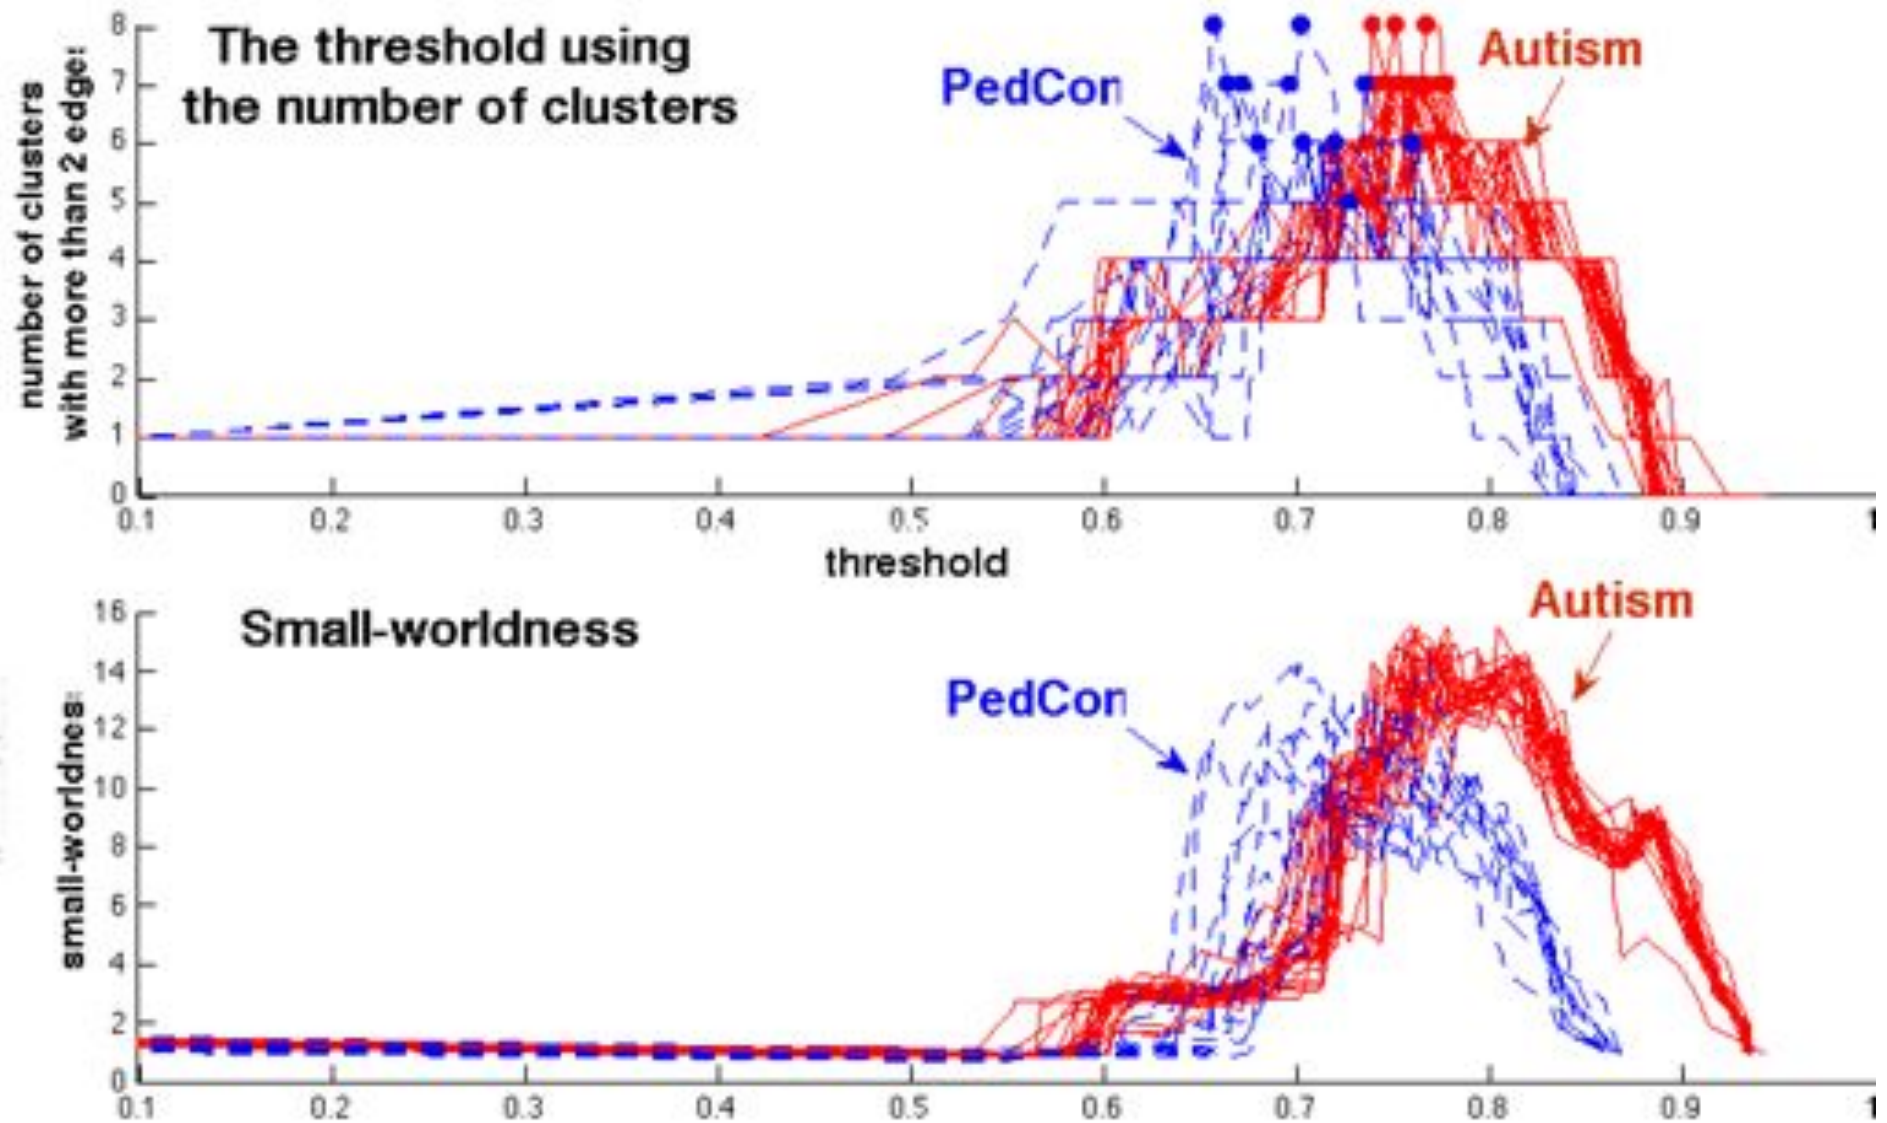 The threshold using
the number of clusters
PedCon
Autism
number of clusters
with more than 2 edge:
8
7
6
5
4
3
2
1
0
0.1 0.2 0.3 0.4 0.5 0.6 0.7 0.8 0.9 1
threshold
Small-worldness
PedCon
Autism
small-worldnes:
16
14
12
10
8
6
4
2
0
0.1 0.2 0.3 0.4 0.5 0.6 0.7 0.8 0.9 1